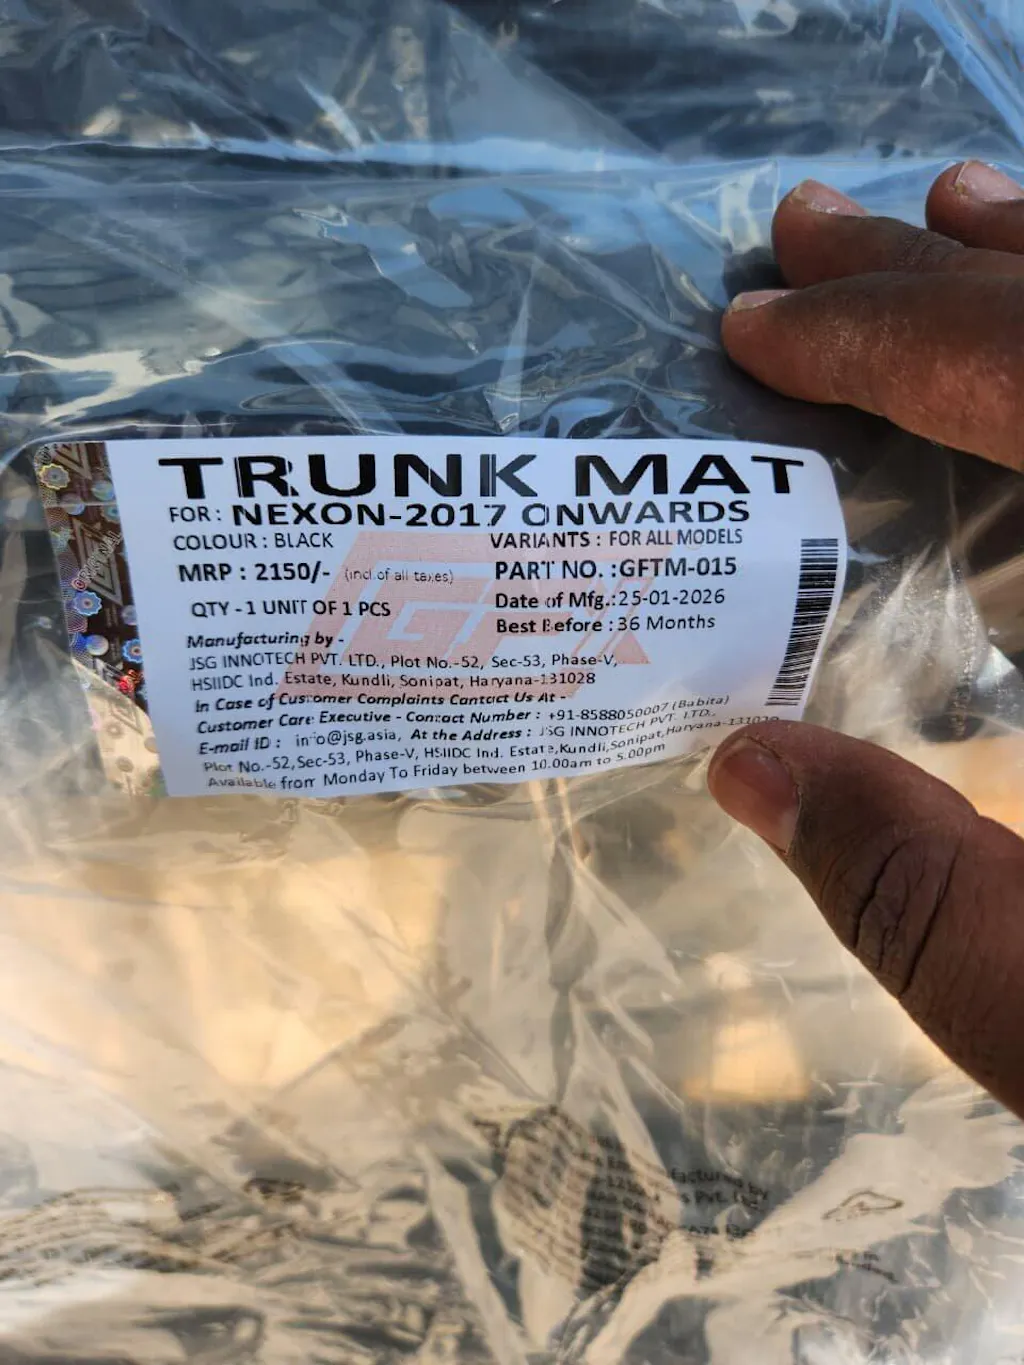 TRUNK MAT
FOR : NEXON-2017 ONWARDS
COLOUR : BLACK VARIANTS : FOR ALL MODELS
MRP : 2150/- (incl.of all taxes) PART NO. :GFTM-015
QTY - 1 UNIT OF 1 PCS Date of Mfg.:25-01-2026
Best Before : 36 Months
Manufacturing by -
JSG INNOTECH PVT. LTD., Plot No.-52, Sec-53, Phase-V,
HSIIDC Ind. Estate, Kundli, Sonipat, Haryana-131028
In Case of Customer Complaints Contact Us At -
Customer Care Executive - Contact Number : +91-8588050007 (Babita)
E-mail ID : info@jsg.asia, At the Address : JSG INNOTECH PVT. LTD.,
Plot No.-52,Sec-53, Phase-V, HSIIDC Ind. Estate,Kundli,Sonipat,Haryana-131028
Available from Monday To Friday between 10.00am to 5.00pm
ORIGINAL
GFX